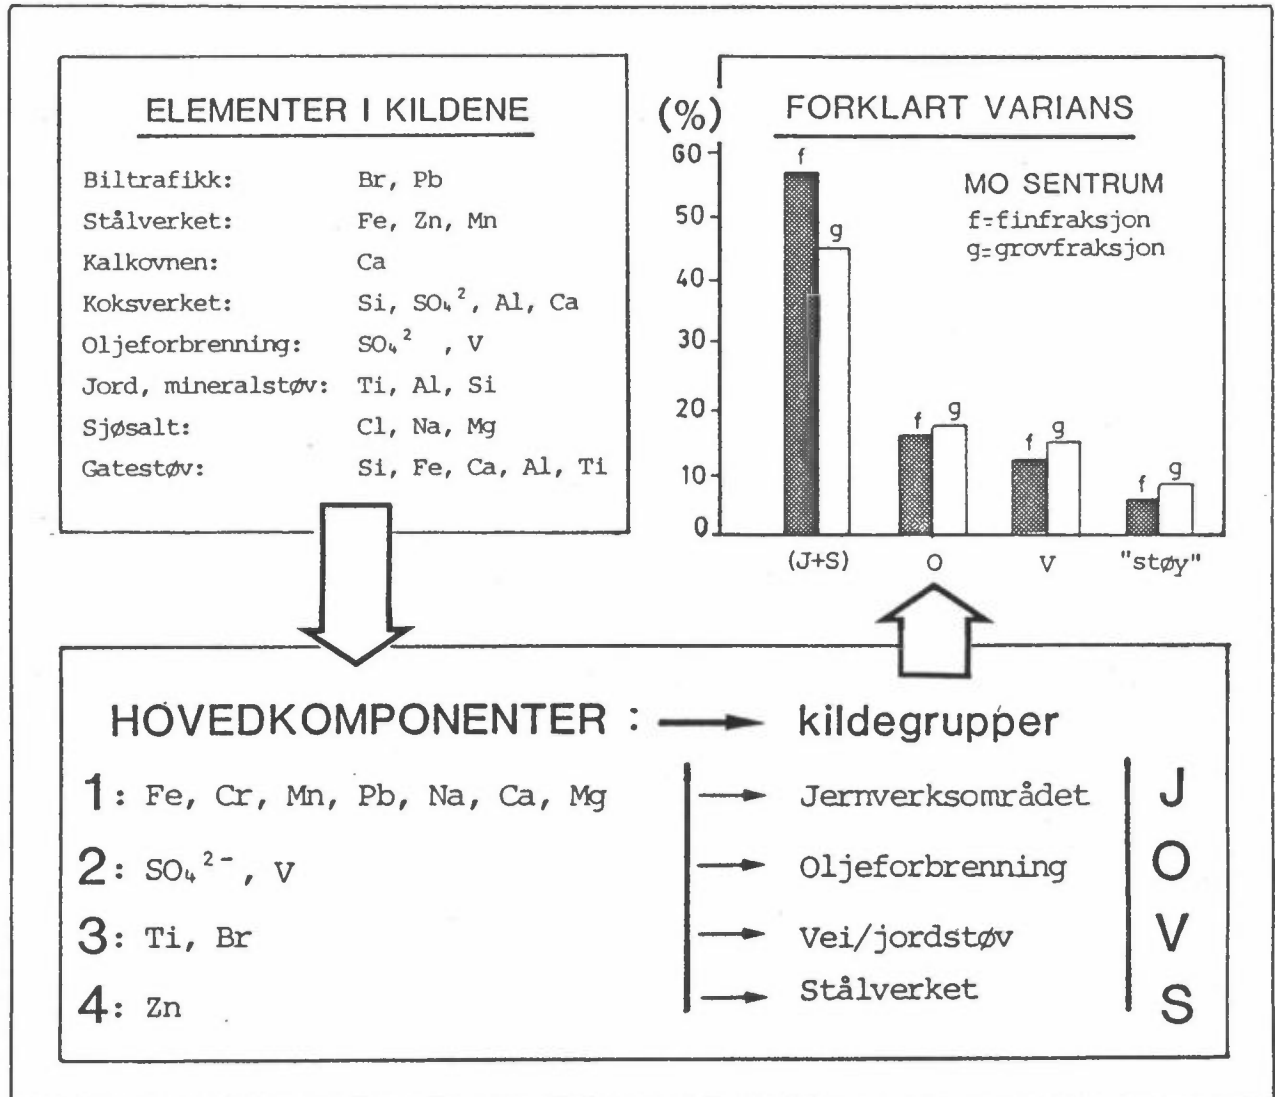 ELEMENTER I KILDENE
Biltrafikk: Br, Pb
Stålverket: Fe, Zn, Mn
Kalkovnen: Ca
Koksverket: Si, SO₄², Al, Ca
Oljeforbrenning: SO₄² , V
Jord, mineralstøv: Ti, Al, Si
Sjøsalt: Cl, Na, Mg
Gatestøv: Si, Fe, Ca, Al, Ti
(%) FORKLART VARIANS
MO SENTRUM
f=finfraksjon
g=grovfraksjon
60
50
40
30
20
10
0
f g
f g
f g
f g
(J+S) O V "støy"
HOVEDKOMPONENTER : → kildegrupper
1: Fe, Cr, Mn, Pb, Na, Ca, Mg → Jernverksområdet J
2: SO₄²⁻, V → Oljeforbrenning O
3: Ti, Br → Vei/jordstøv V
4: Zn → Stålverket S